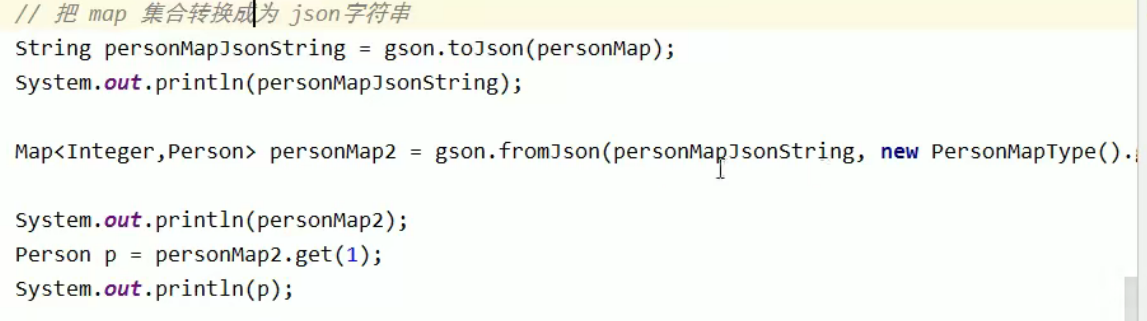 // 把 map 集合转换成为 json字符串
String personMapJsonString = gson.toJson(personMap);
System.out.println(personMapJsonString);
Map<Integer,Person> personMap2 = gson.fromJson(personMapJsonString, new PersonMapType().
System.out.println(personMap2);
Person p = personMap2.get(1);
System.out.println(p);